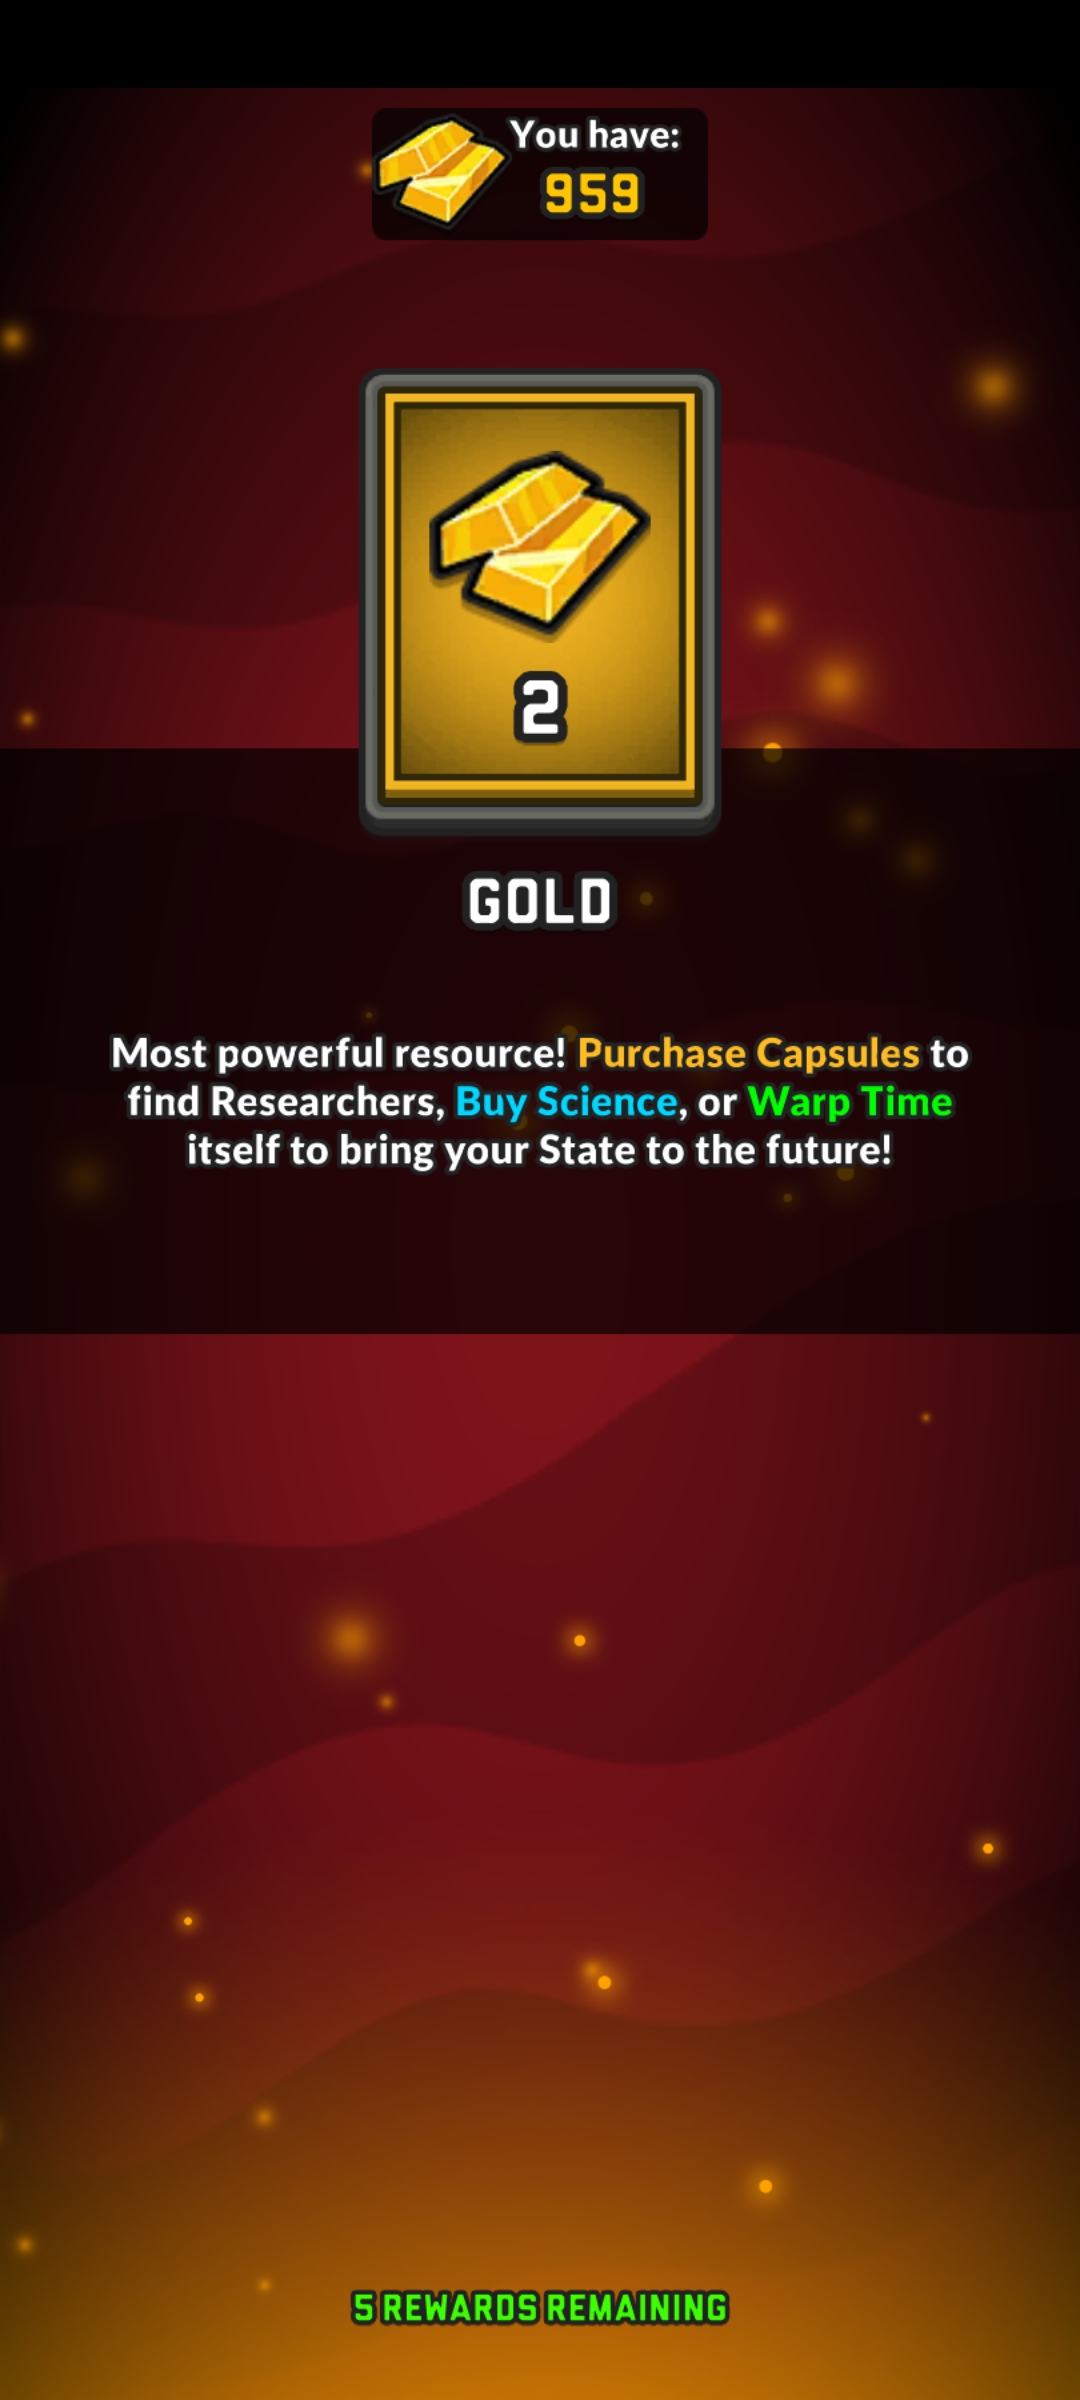 You have:
959
2
GOLD
Most powerful resource! Purchase Capsules to
find Researchers, Buy Science, or Warp Time
itself to bring your State to the future!
5 REWARDS REMAINING